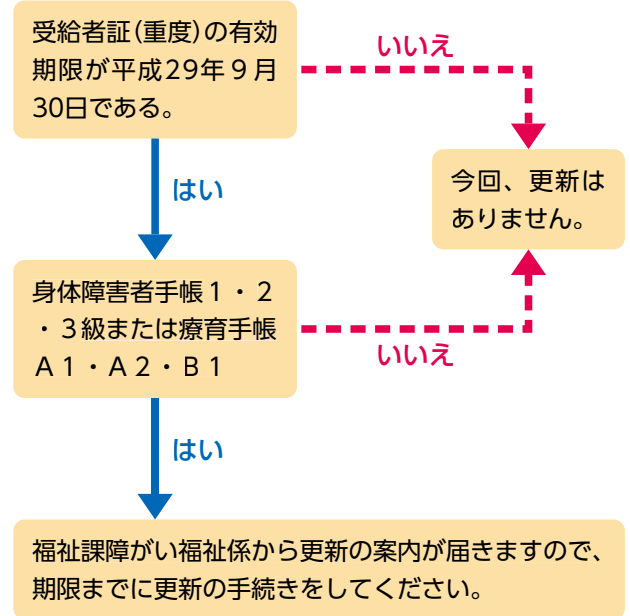 受給者証(重度)の有効
期限が平成29年９月
30日である。
いいえ
はい
今回、更新は
ありません。
身体障害者手帳１・２
・３級または療育手帳
Ａ１・Ａ２・Ｂ１
いいえ
はい
福祉課障がい福祉係から更新の案内が届きますので、
期限までに更新の手続きをしてください。